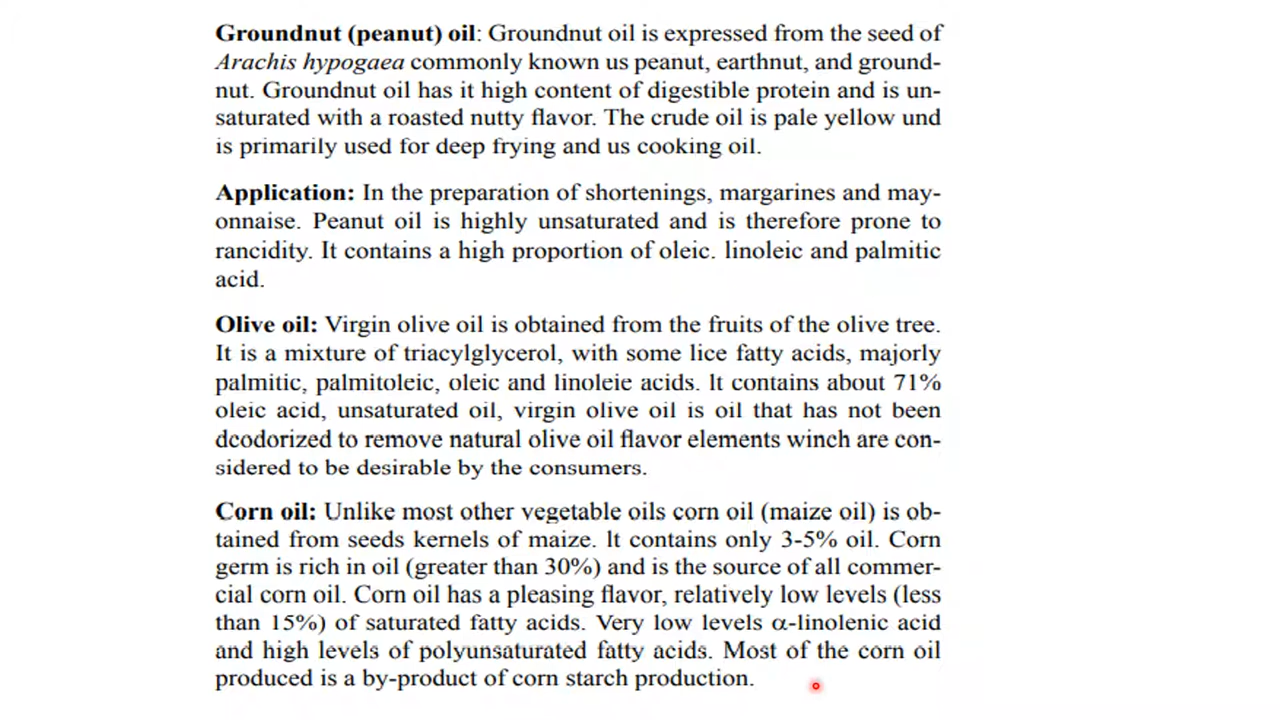 Groundnut (peanut) oil: Groundnut oil is expressed from the seed of
Arachis hypogaea commonly known us peanut, earthnut, and ground-
nut. Groundnut oil has it high content of digestible protein and is un-
saturated with a roasted nutty flavor. The crude oil is pale yellow und
is primarily used for deep frying and us cooking oil.
Application: In the preparation of shortenings, margarines and may-
onnaise. Peanut oil is highly unsaturated and is therefore prone to
rancidity. It contains a high proportion of oleic. linoleic and palmitic
acid.
Olive oil: Virgin olive oil is obtained from the fruits of the olive tree.
It is a mixture of triacylglycerol, with some lice fatty acids, majorly
palmitic, palmitoleic, oleic and linoleie acids. It contains about 71%
oleic acid, unsaturated oil, virgin olive oil is oil that has not been
dcodorized to remove natural olive oil flavor elements winch are con-
sidered to be desirable by the consumers.
Corn oil: Unlike most other vegetable oils corn oil (maize oil) is ob-
tained from seeds kernels of maize. It contains only 3-5% oil. Corn
germ is rich in oil (greater than 30%) and is the source of all commer-
cial corn oil. Corn oil has a pleasing flavor, relatively low levels (less
than 15%) of saturated fatty acids. Very low levels α-linolenic acid
and high levels of polyunsaturated fatty acids. Most of the corn oil
produced is a by-product of corn starch production.